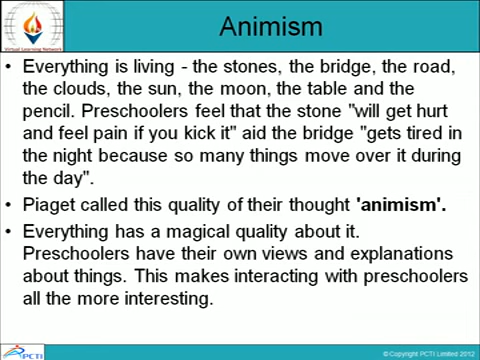 Animism
Virtual Learning Network
• Everything is living - the stones, the bridge, the road,
the clouds, the sun, the moon, the table and the
pencil. Preschoolers feel that the stone "will get hurt
and feel pain if you kick it" aid the bridge "gets tired in
the night because so many things move over it during
the day".
• Piaget called this quality of their thought 'animism'.
• Everything has a magical quality about it.
Preschoolers have their own views and explanations
about things. This makes interacting with preschoolers
all the more interesting.
PCTI
© Copyright PCTI Limited 2012